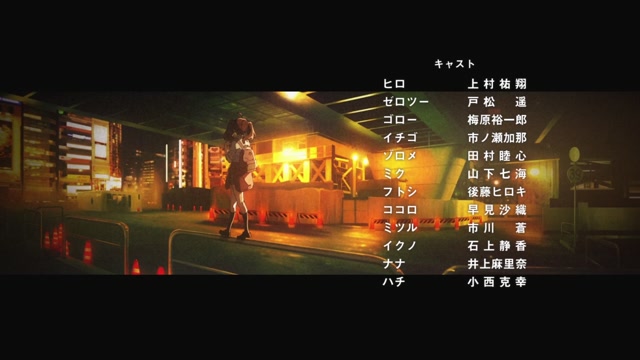 キャスト
ヒロ 上村祐翔
ゼロツー 戸松 遥
ゴロー 梅原裕一郎
イチゴ 市ノ瀬加那
ゾロメ 田村睦心
ミク 山下七海
フトシ 後藤ヒロキ
ココロ 早見沙織
ミツル 市川 蒼
イクノ 石上静香
ナナ 井上麻里奈
ハチ 小西克幸